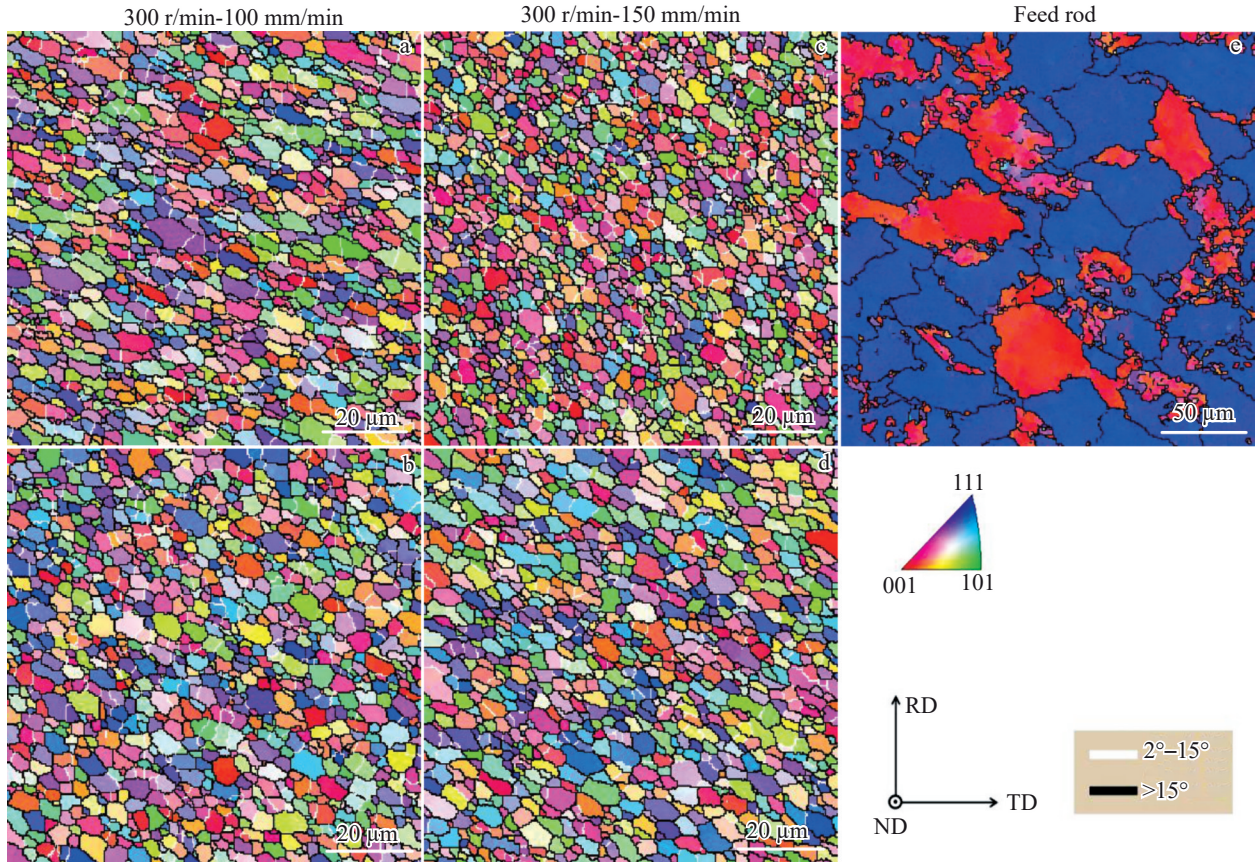 300 r/min-100 mm/min
300 r/min-150 mm/min
Feed rod
a
c
e
20 μm
20 μm
50 μm
b
d
111
001
101
RD
2°–15°
>15°
TD
ND
20 μm
20 μm